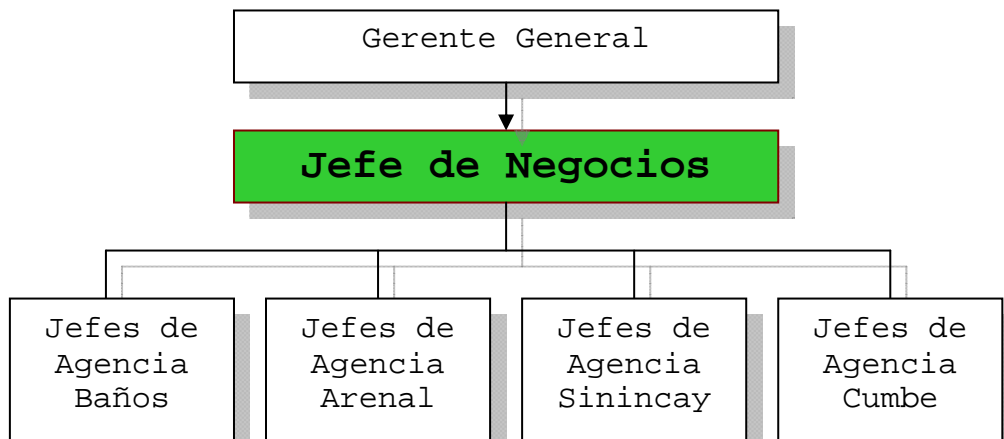 Gerente General
Jefe de Negocios
Jefes de
Agencia
Baños
Jefes de
Agencia
Arenal
Jefes de
Agencia
Sinincay
Jefes de
Agencia
Cumbe